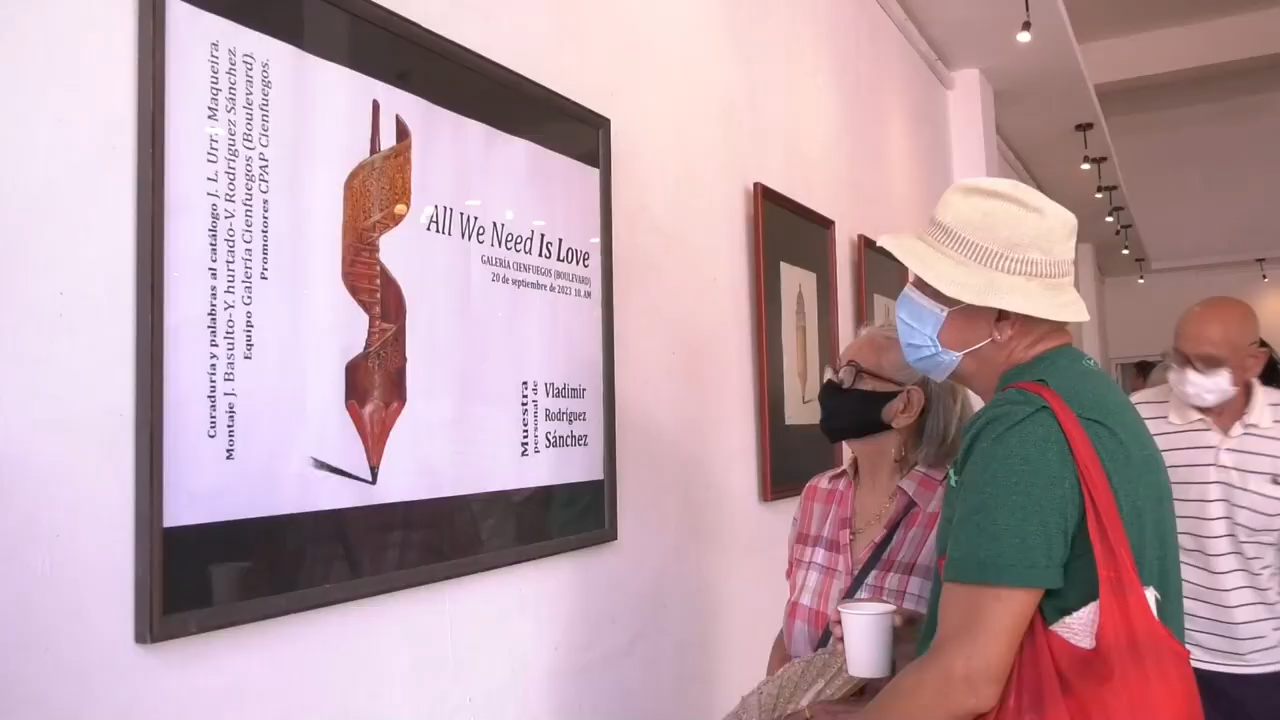 Curaduría y palabras al catálogo J. L. Urr Maqueira.
Montaje J. Basulto-Y. hurtado-V. Rodríguez Sánchez.
Equipo Galería Cienfuegos (Boulevard).
Promotores CPAP Cienfuegos.
All We Need Is Love
GALERÍA CIENFUEGOS (BOULEVARD)
20 de septiembre de 2023 10. AM
Muestra
personal de
Vladimir
Rodríguez
Sánchez